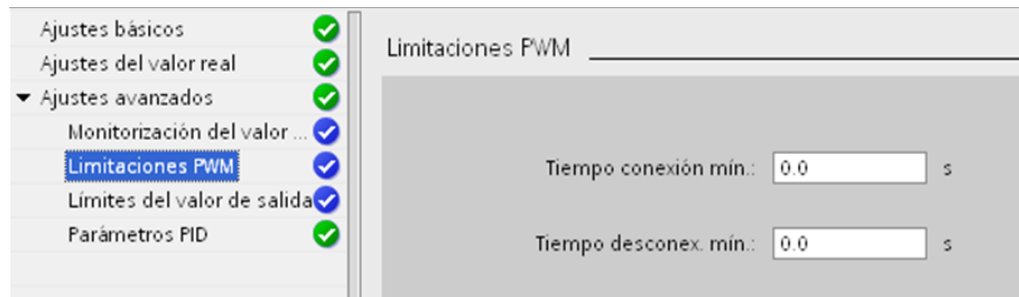 Ajustes básicos
Ajustes del valor real
Ajustes avanzados
Monitorización del valor ...
Limitaciones PWM
Límites del valor de salida
Parámetros PID
Limitaciones PWM
Tiempo conexión mín.: 0.0 s
Tiempo desconex. mín.: 0.0 s